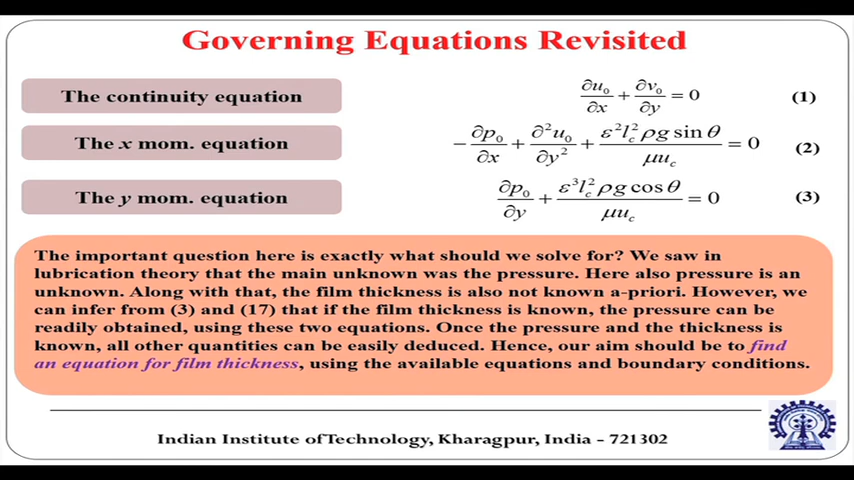 Governing Equations Revisited
The continuity equation
∂u₀/∂x + ∂v₀/∂y = 0 (1)
The x mom. equation
−∂p₀/∂x + ∂²u₀/∂y² + ε²l_c²ρg sin θ/μu_c = 0 (2)
The y mom. equation
∂p₀/∂y + ε³l_c²ρg cos θ/μu_c = 0 (3)
The important question here is exactly what should we solve for? We saw in
lubrication theory that the main unknown was the pressure. Here also pressure is an
unknown. Along with that, the film thickness is also not known a-priori. However, we
can infer from (3) and (17) that if the film thickness is known, the pressure can be
readily obtained, using these two equations. Once the pressure and the thickness is
known, all other quantities can be easily deduced. Hence, our aim should be to find
an equation for film thickness, using the available equations and boundary conditions.
Indian Institute of Technology, Kharagpur, India - 721302